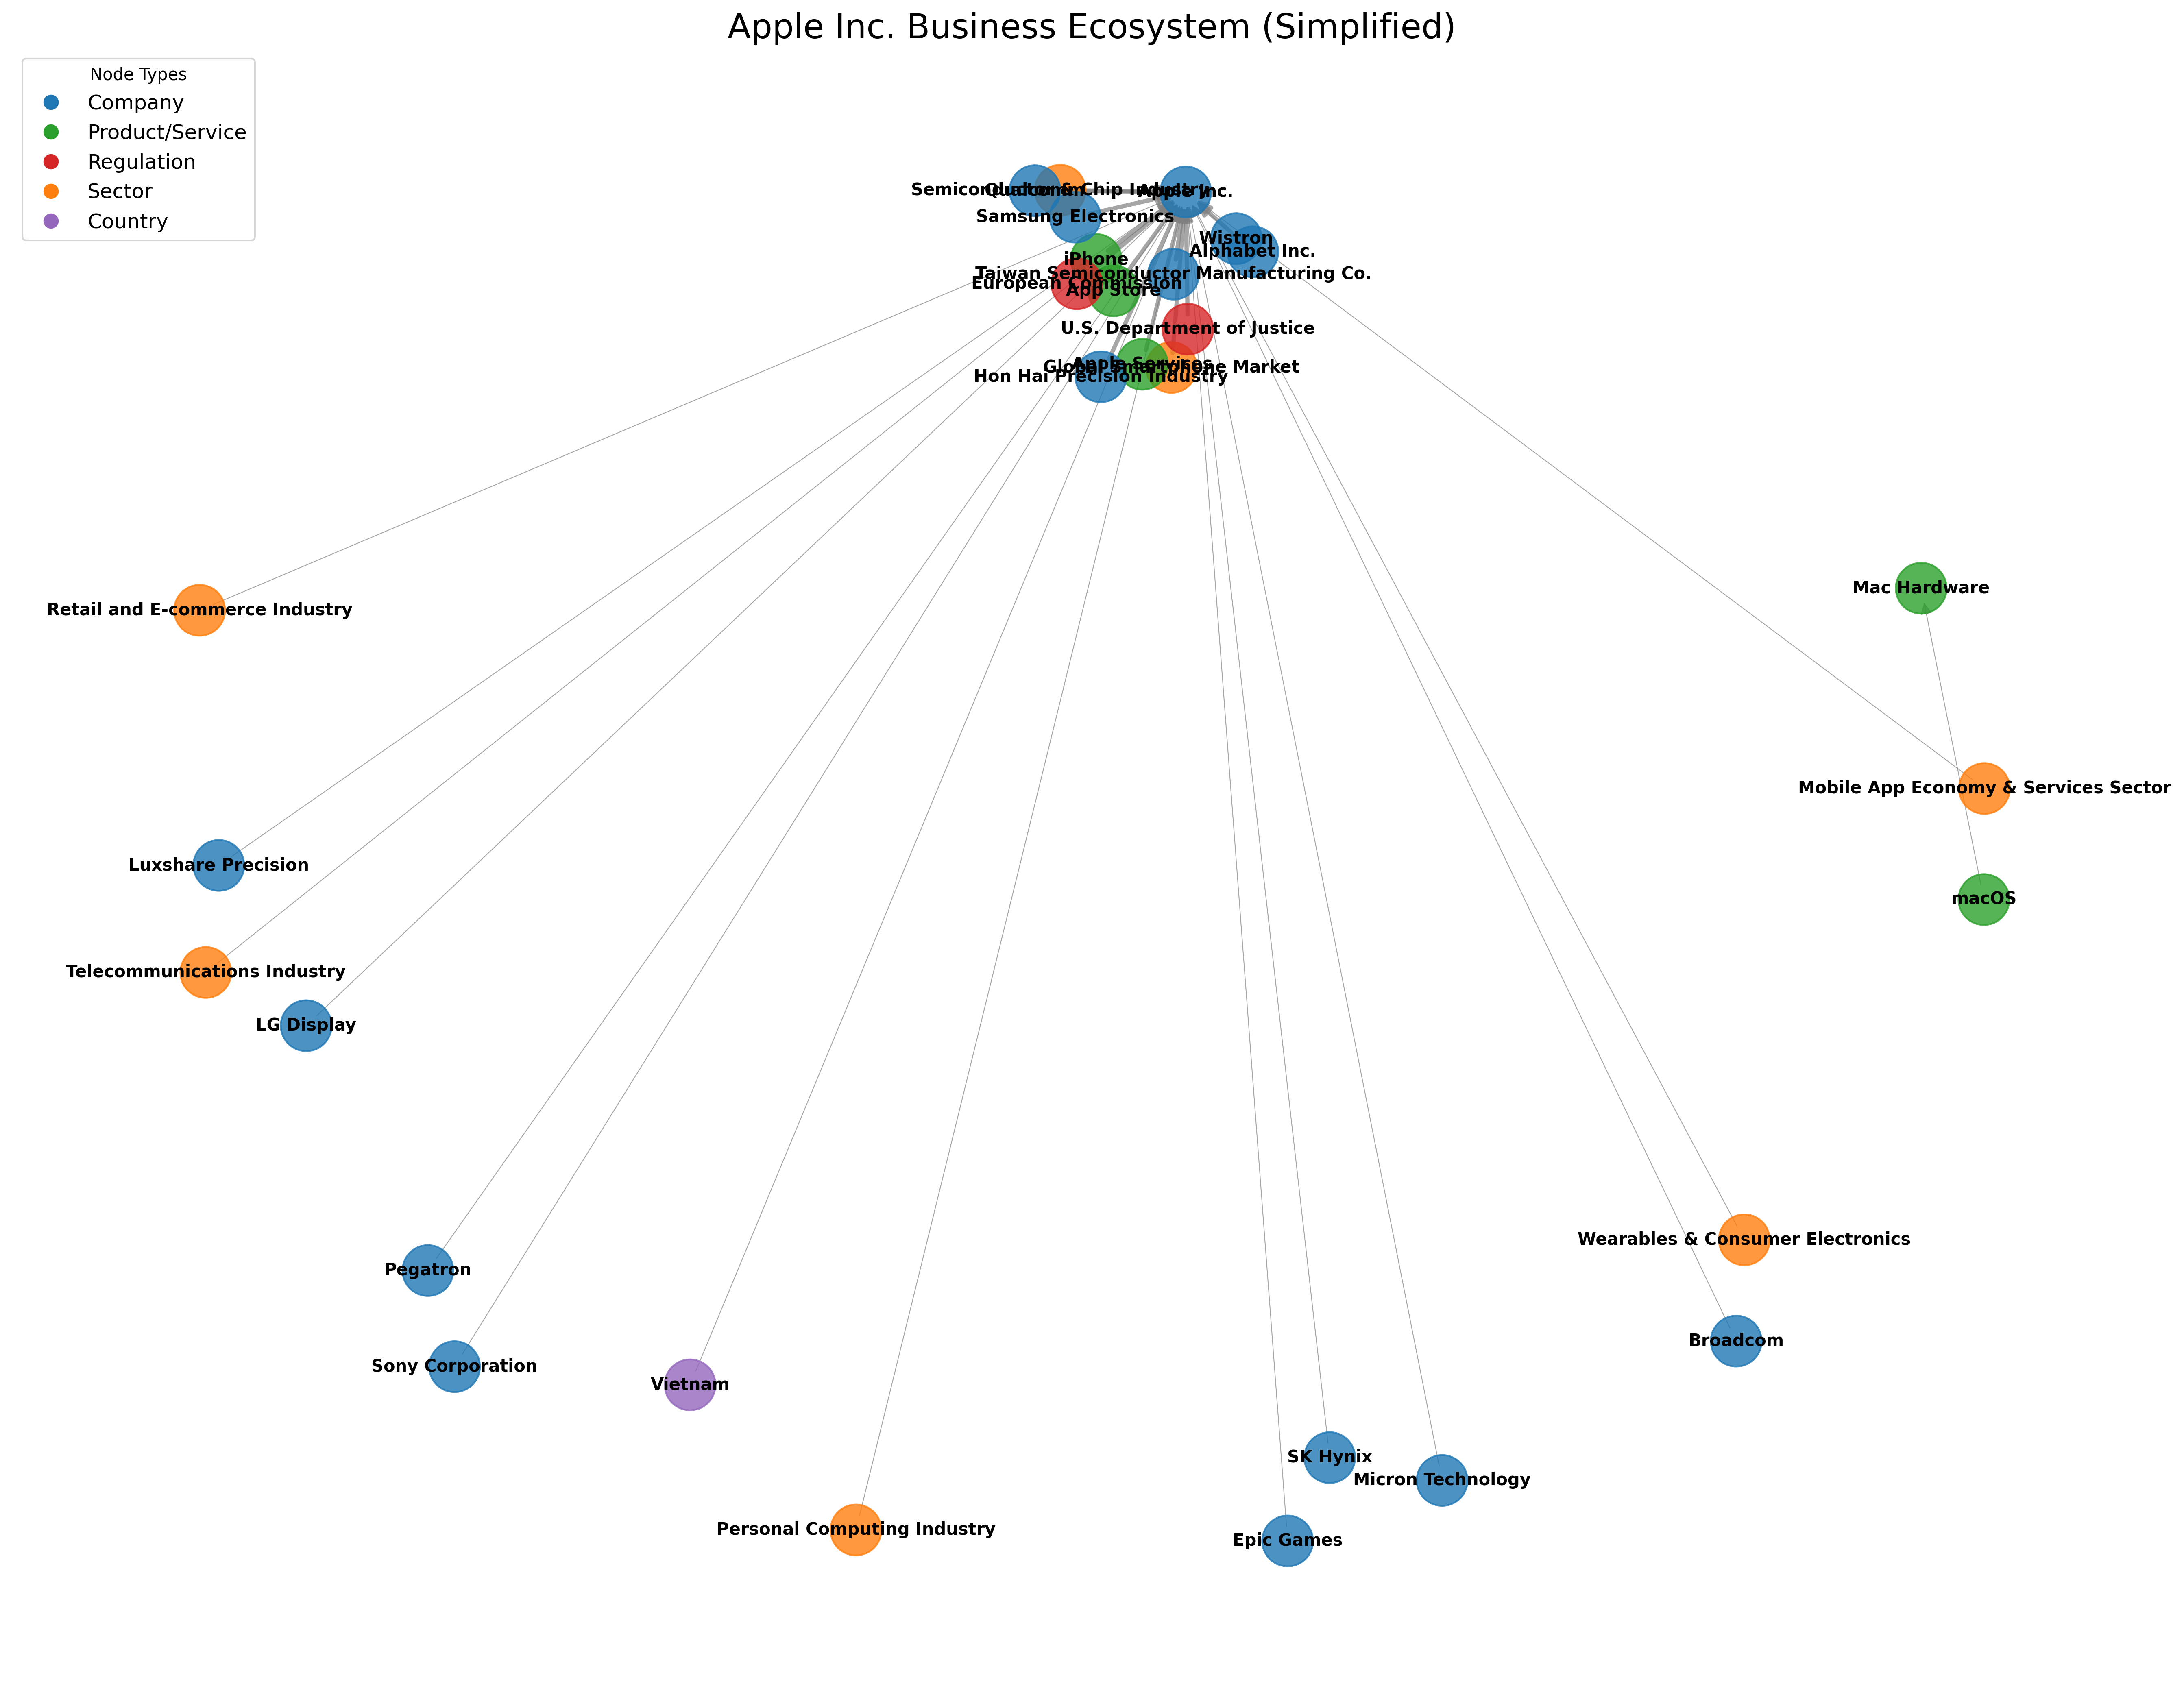 Apple Inc. Business Ecosystem (Simplified)
Node Types
Company
Product/Service
Regulation
Sector
Country
Semiconductor & Chip Industry
Qualcomm
Apple Inc.
Samsung Electronics
Wistron
Alphabet Inc.
iPhone
Taiwan Semiconductor Manufacturing Co.
European Commission
App Store
U.S. Department of Justice
Apple Services
Global Smartphone Market
Hon Hai Precision Industry
Mac Hardware
Retail and E-commerce Industry
Mobile App Economy & Services Sector
Luxshare Precision
macOS
Telecommunications Industry
LG Display
Wearables & Consumer Electronics
Pegatron
Broadcom
Sony Corporation
Vietnam
SK Hynix
Micron Technology
Personal Computing Industry
Epic Games